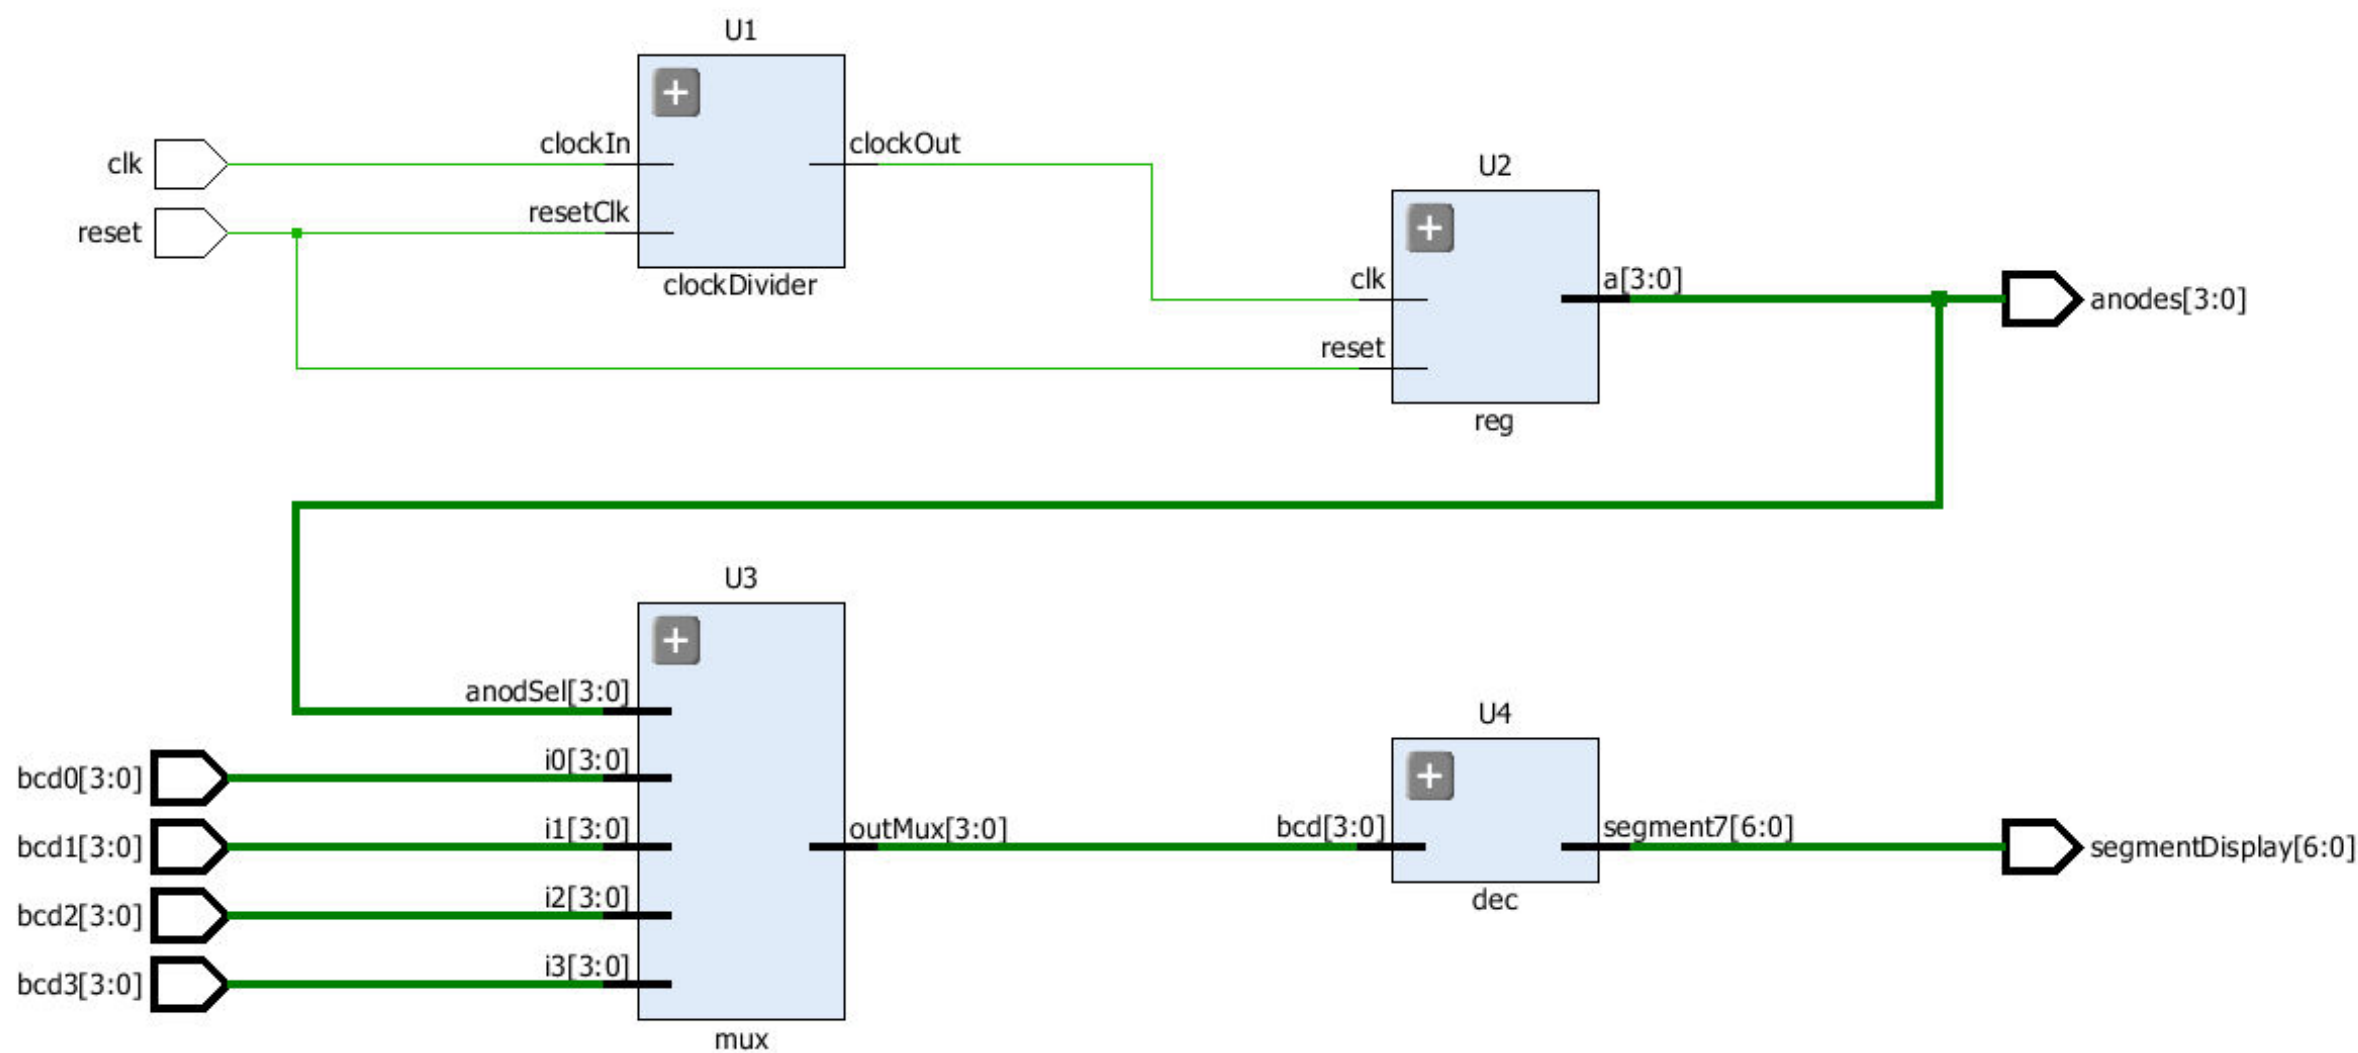 U1
clockIn
clockOut
clk
resetClk
reset
clockDivider
U2
clk
a[3:0]
anodes[3:0]
reset
reg
U3
anodSel[3:0]
i0[3:0]
bcd0[3:0]
i1[3:0]
outMux[3:0]
bcd1[3:0]
i2[3:0]
bcd2[3:0]
i3[3:0]
bcd3[3:0]
mux
U4
bcd[3:0]
segment7[6:0]
segmentDisplay[6:0]
dec